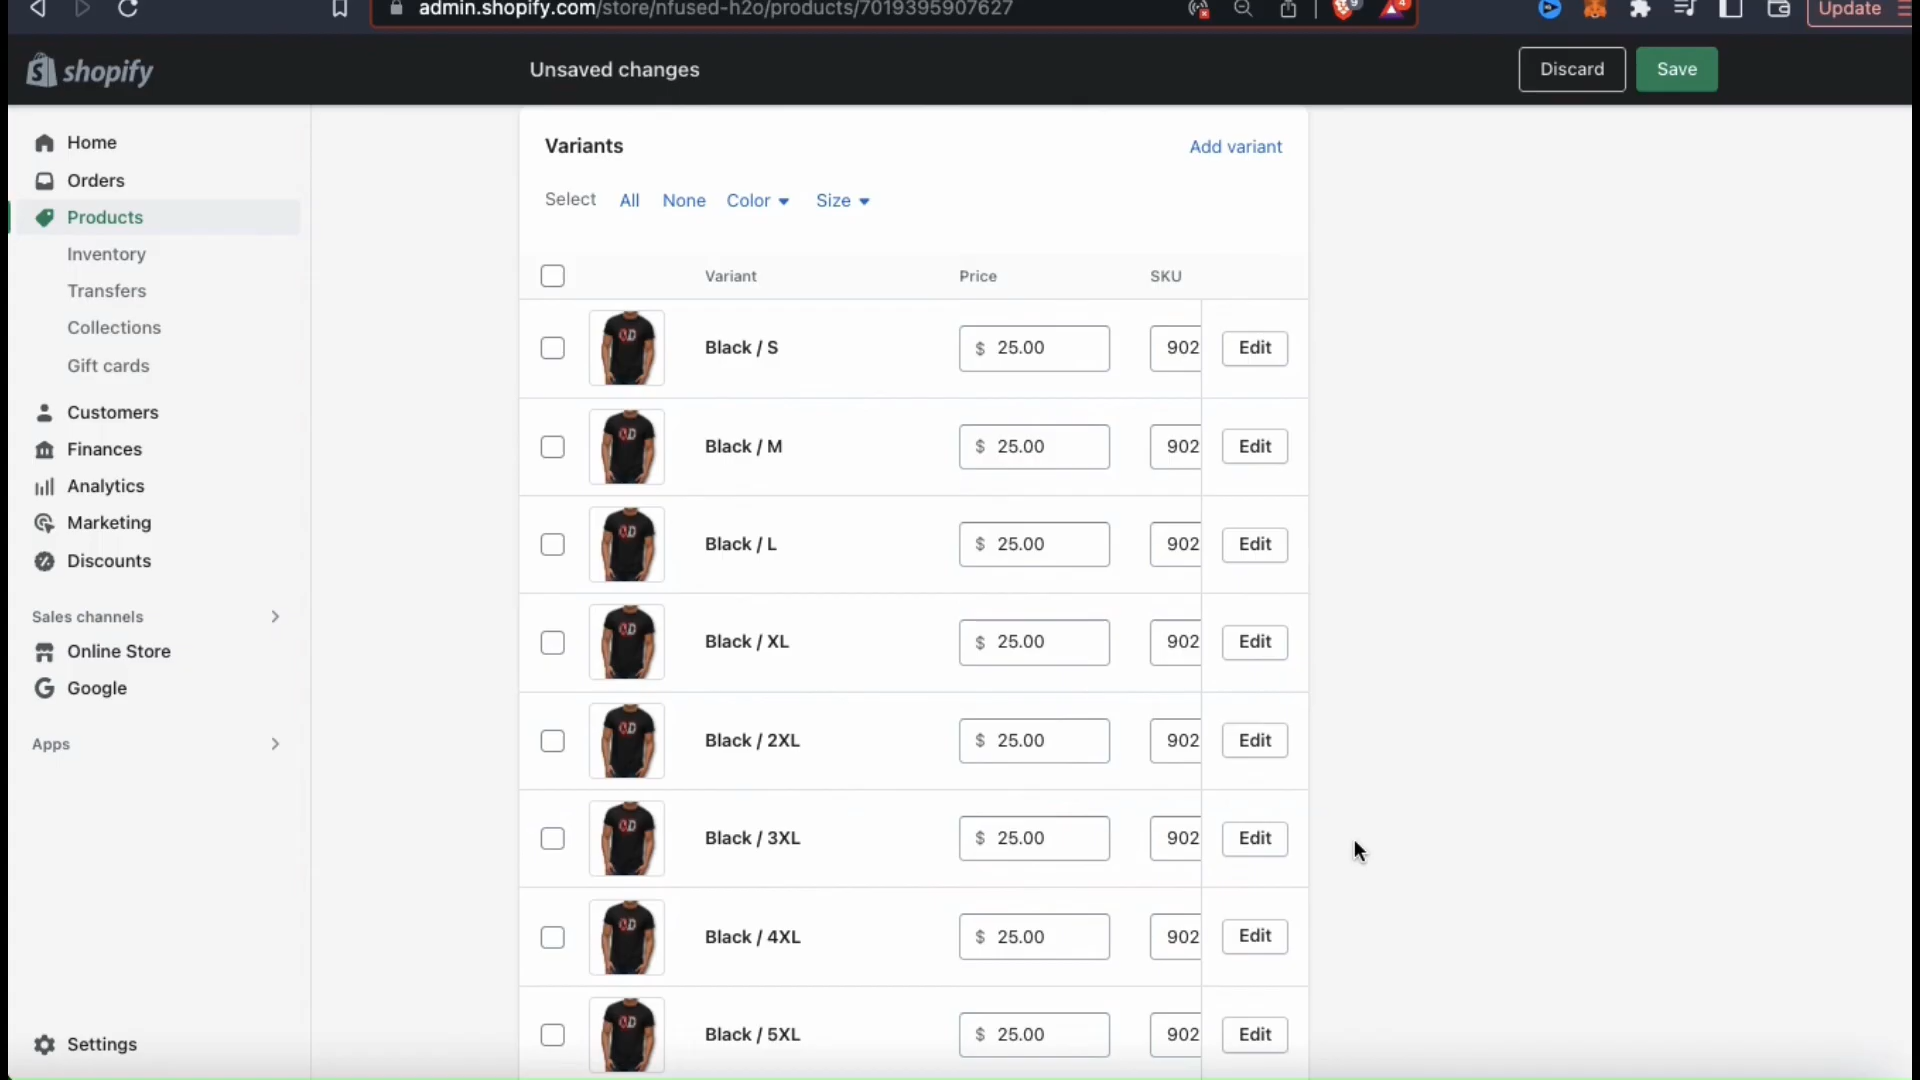 admin.shopify.com/store/nfused-h2o/products/7019395907627
9
4
Update
shopify
Unsaved changes
Discard
Save
Home
Orders
Products
Inventory
Transfers
Collections
Gift cards
Customers
Finances
Analytics
Marketing
Discounts
Sales channels
Online Store
Google
Apps
Settings
Variants
Add variant
Select All None Color Size
Variant Price SKU
Black / S $ 25.00 902 Edit
Black / M $ 25.00 902 Edit
Black / L $ 25.00 902 Edit
Black / XL $ 25.00 902 Edit
Black / 2XL $ 25.00 902 Edit
Black / 3XL $ 25.00 902 Edit
Black / 4XL $ 25.00 902 Edit
Black / 5XL $ 25.00 902 Edit